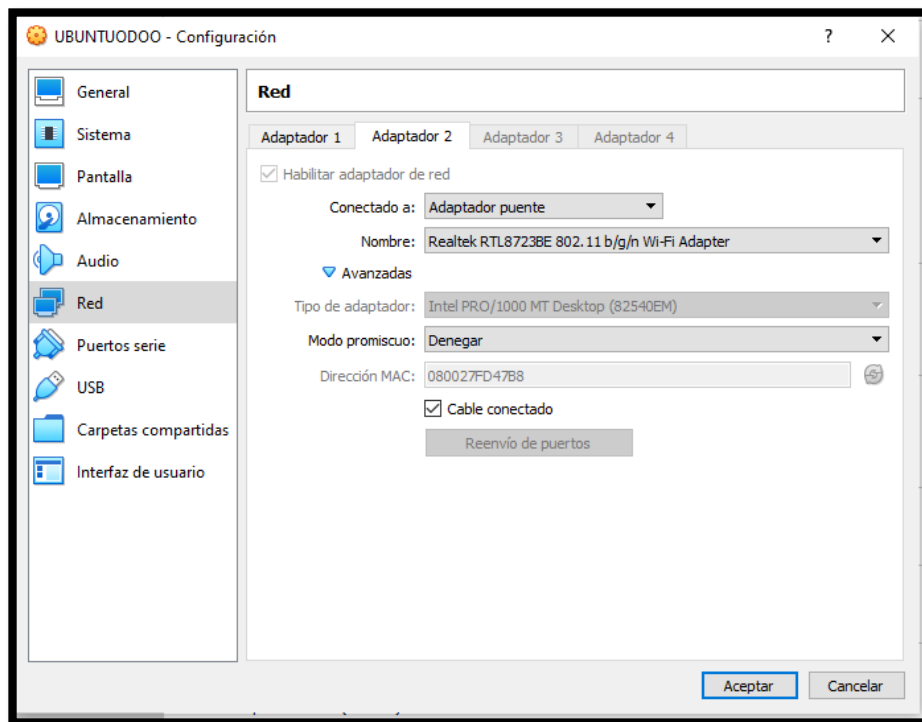 UBUNTUODOO - Configuración
?
General
Sistema
Pantalla
Almacenamiento
Audio
Red
Puertos serie
USB
Carpetas compartidas
Interfaz de usuario
Red
Adaptador 1 Adaptador 2 Adaptador 3 Adaptador 4
Habilitar adaptador de red
Conectado a: Adaptador puente
Nombre: Realtek RTL8723BE 802.11 b/g/n Wi-Fi Adapter
Avanzadas
Tipo de adaptador: Intel PRO/1000 MT Desktop (82540EM)
Modo promiscuo: Denegar
Dirección MAC: 080027FD47B8
Cable conectado
Reenvío de puertos
Aceptar Cancelar